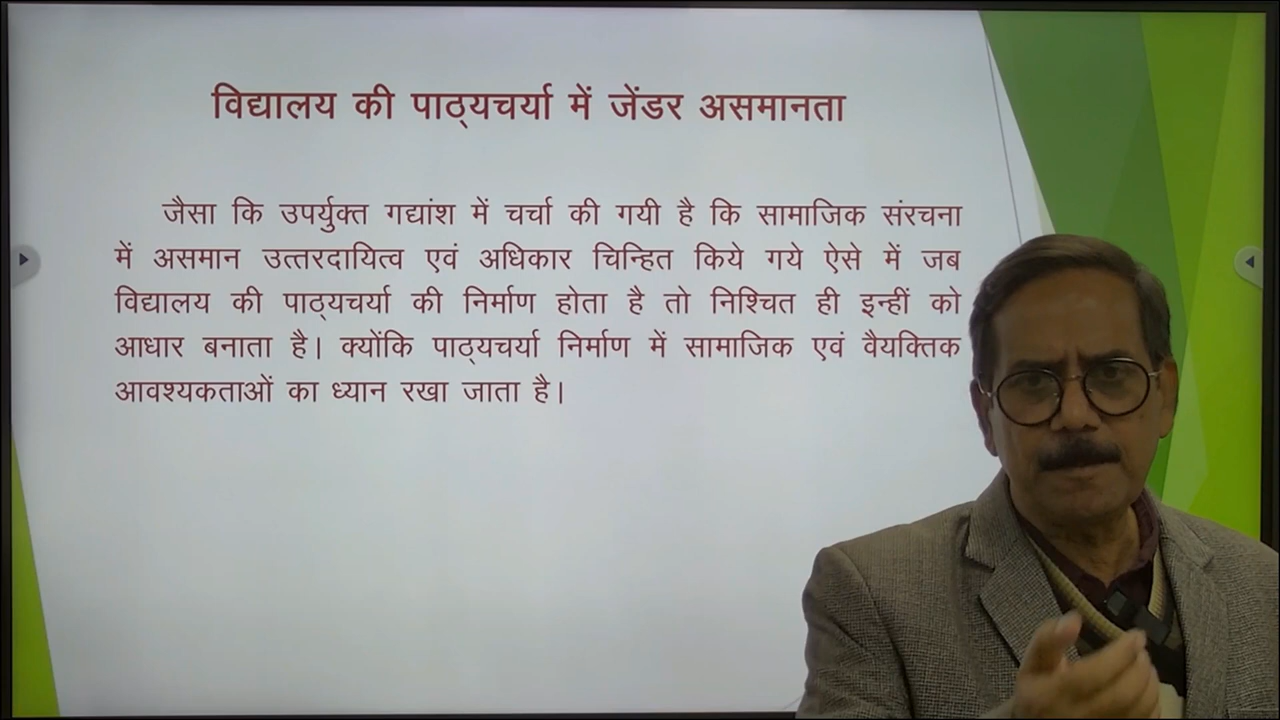 विद्यालय की पाठ्यचर्या में जेंडर असमानता
जैसा कि उपर्युक्त गद्यांश में चर्चा की गयी है कि सामाजिक संरचना
में असमान उत्तरदायित्व एवं अधिकार चिन्हित किये गये ऐसे में जब
विद्यालय की पाठ्यचर्या की निर्माण होता है तो निश्चित ही इन्हीं को
आधार बनाता है। क्योंकि पाठ्यचर्या निर्माण में सामाजिक एवं वैयक्तिक
आवश्यकताओं का ध्यान रखा जाता है।